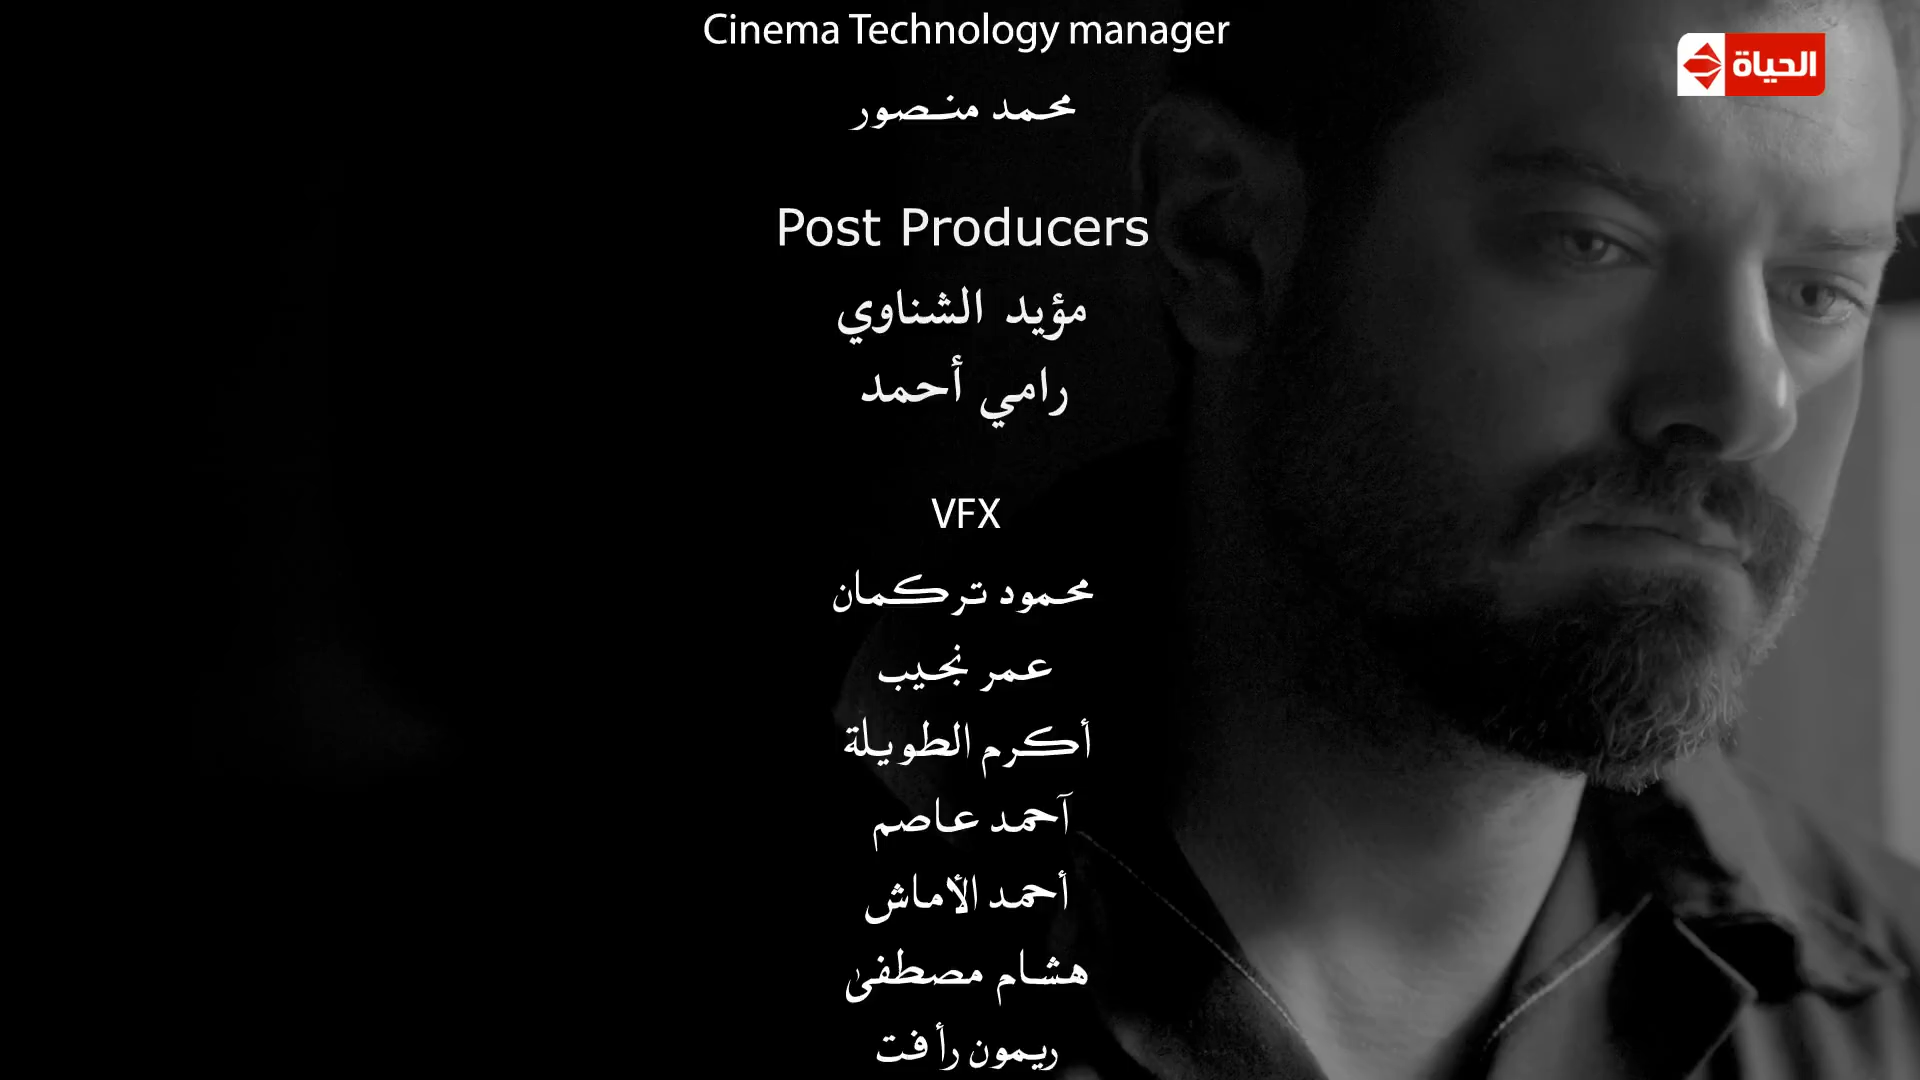 Cinema Technology manager
الحياة
محمد منصور
Post Producers
مؤيد الشناوي
رامي أحمد
VFX
محمود تركمان
عمر نجيب
أكرم الطويلة
آحمد عاصم
أحمد الأماش
هشام مصطفى
ريمون رأفت